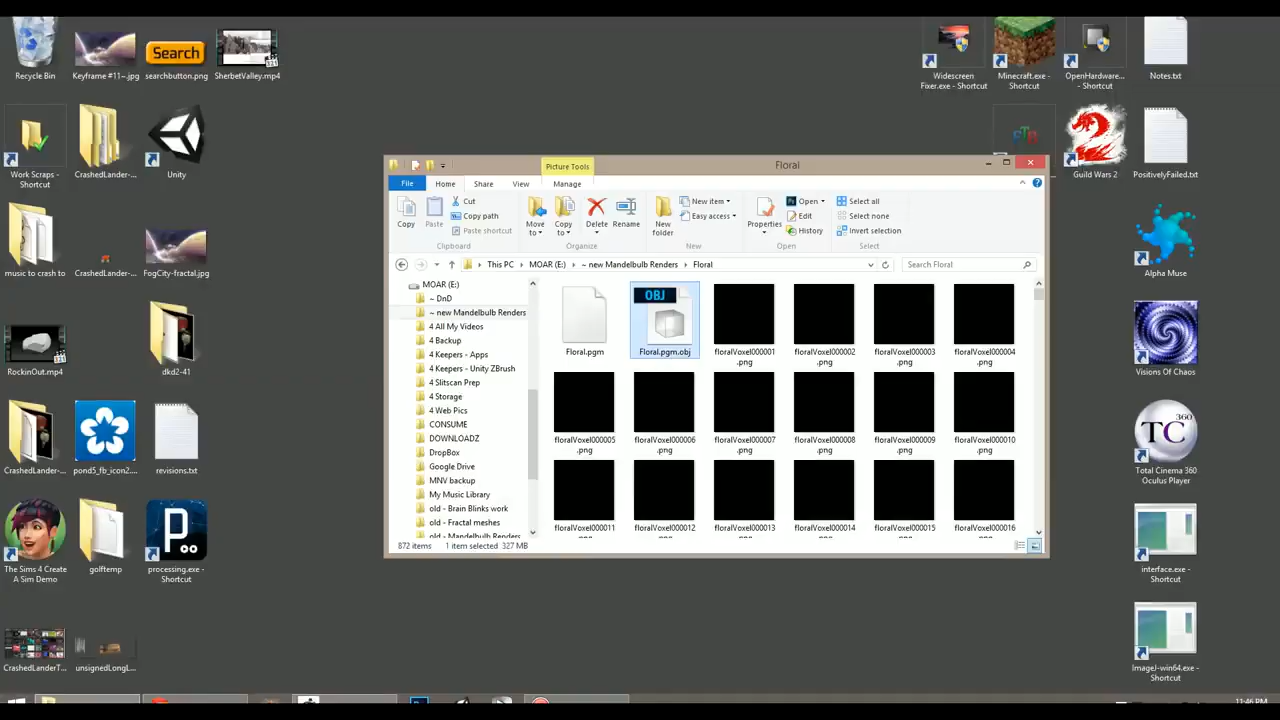 Recycle Bin
Keyframe #11~.jpg
Search
searchbutton.png
SherbetValley.mp4
Work Scraps - Shortcut
CrashedLander-...
Unity
music to crash to
CrashedLander-...
FogCity-fractal.jpg
RockinOut.mp4
dkd2-41
CrashedLander-...
pond5_fb_icon2...
revisions.txt
The Sims 4 Create A Sim Demo
golftemp
P
processing.exe - Shortcut
CrashedLanderT...
unsignedLongL...
Widescreen Fixer.exe - Shortcut
Minecraft.exe - Shortcut
OpenHardware... - Shortcut
Notes.txt
Guild Wars 2
PositivelyFailed.txt
Alpha Muse
Visions Of Chaos
TC 360
Total Cinema 360 Oculus Player
interface.exe - Shortcut
ImageJ-win64.exe - Shortcut
Picture Tools
Floral
File Home Share View Manage
Copy
Paste
Cut
Copy path
Paste shortcut
Clipboard
Move to
Copy to
Delete
Rename
Organize
New folder
New item
Easy access
New
Properties
Open
Edit
History
Open
Select all
Select none
Invert selection
Select
This PC
MOAR (E:)
~ new Mandelbulb Renders
Floral
Search Floral
MOAR (E:)
~ DnD
~ new Mandelbulb Renders
4 All My Videos
4 Backup
4 Keepers - Apps
4 Keepers - Unity ZBrush
4 Slitscan Prep
4 Storage
4 Web Pics
CONSUME
DOWNLOADZ
DropBox
Google Drive
MNV backup
My Music Library
old - Brain Blinks work
old - Fractal meshes
old - Mandelbulb Renders
Floral.pgm
OBJ
Floral.pgm.obj
floralVoxel000001.png
floralVoxel000002.png
floralVoxel000003.png
floralVoxel000004.png
floralVoxel000005.png
floralVoxel000006.png
floralVoxel000007.png
floralVoxel000008.png
floralVoxel000009.png
floralVoxel000010.png
floralVoxel000011
floralVoxel000012
floralVoxel000013
floralVoxel000014
floralVoxel000015
floralVoxel000016
872 items 1 item selected 327 MB
11:46 PM